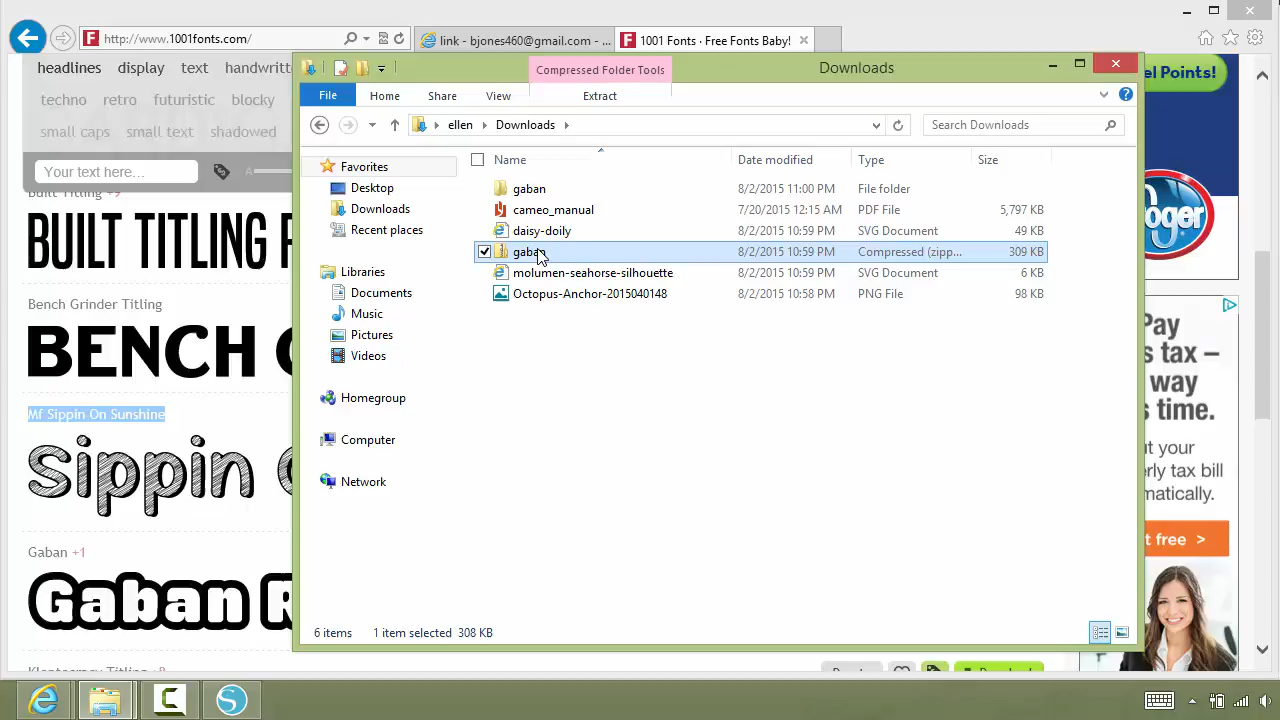 http://www.1001fonts.com/
link - bjones460@gmail.com - ...
1001 Fonts · Free Fonts Baby!
headlines display text handwritt
techno retro futuristic blocky
small caps small text shadowed
Your text here...
A
Built Titling +9
BUILT TITLING
Bench Grinder Titling
BENCH
Mf Sippin On Sunshine
Sippin
Gaban +1
Gaban R
Compressed Folder Tools
Downloads
File
Home
Share
View
Extract
ellen
Downloads
Search Downloads
Favorites
Desktop
Downloads
Recent places
Libraries
Documents
Music
Pictures
Videos
Homegroup
Computer
Network
Name Date modified Type Size
gaban 8/2/2015 11:00 PM File folder
cameo_manual 7/20/2015 12:15 AM PDF File 5,797 KB
daisy-doily 8/2/2015 10:59 PM SVG Document 49 KB
gaban 8/2/2015 10:59 PM Compressed (zipp... 309 KB
molumen-seahorse-silhouette 8/2/2015 10:59 PM SVG Document 6 KB
Octopus-Anchor-2015040148 8/2/2015 10:58 PM PNG File 98 KB
6 items 1 item selected 308 KB
el Points!
Kroger
Pay
s tax –
way
s time.
ut your
erly tax bill
matically.
t free >